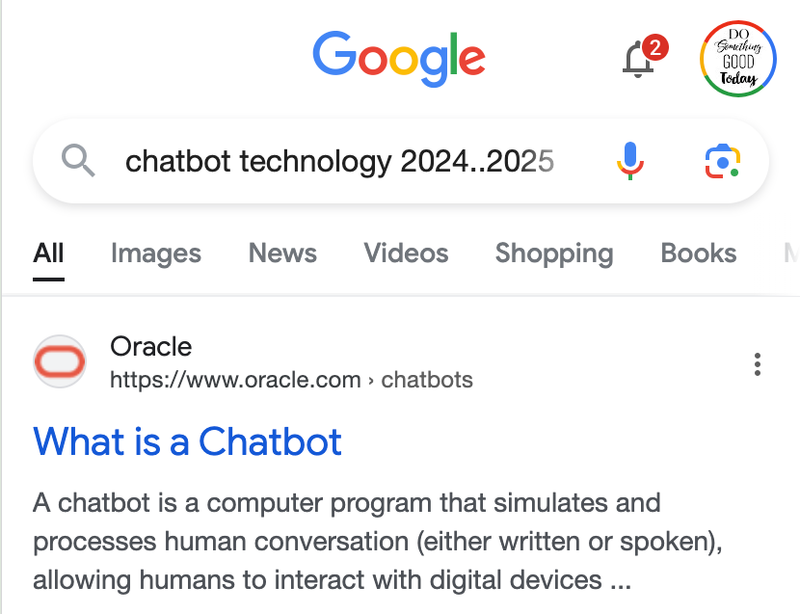 Google
2
DO
Something
GOOD
Today
chatbot technology 2024..2025
All Images News Videos Shopping Books M
Oracle
https://www.oracle.com › chatbots
What is a Chatbot
A chatbot is a computer program that simulates and
processes human conversation (either written or spoken),
allowing humans to interact with digital devices ...